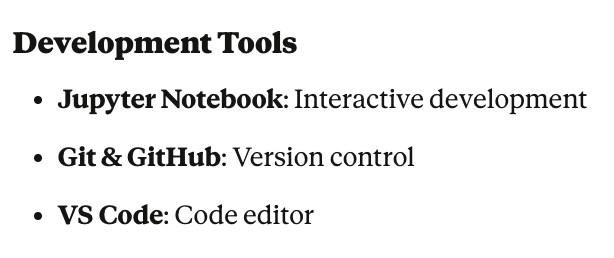 Development Tools
• Jupyter Notebook: Interactive development
• Git & GitHub: Version control
• VS Code: Code editor